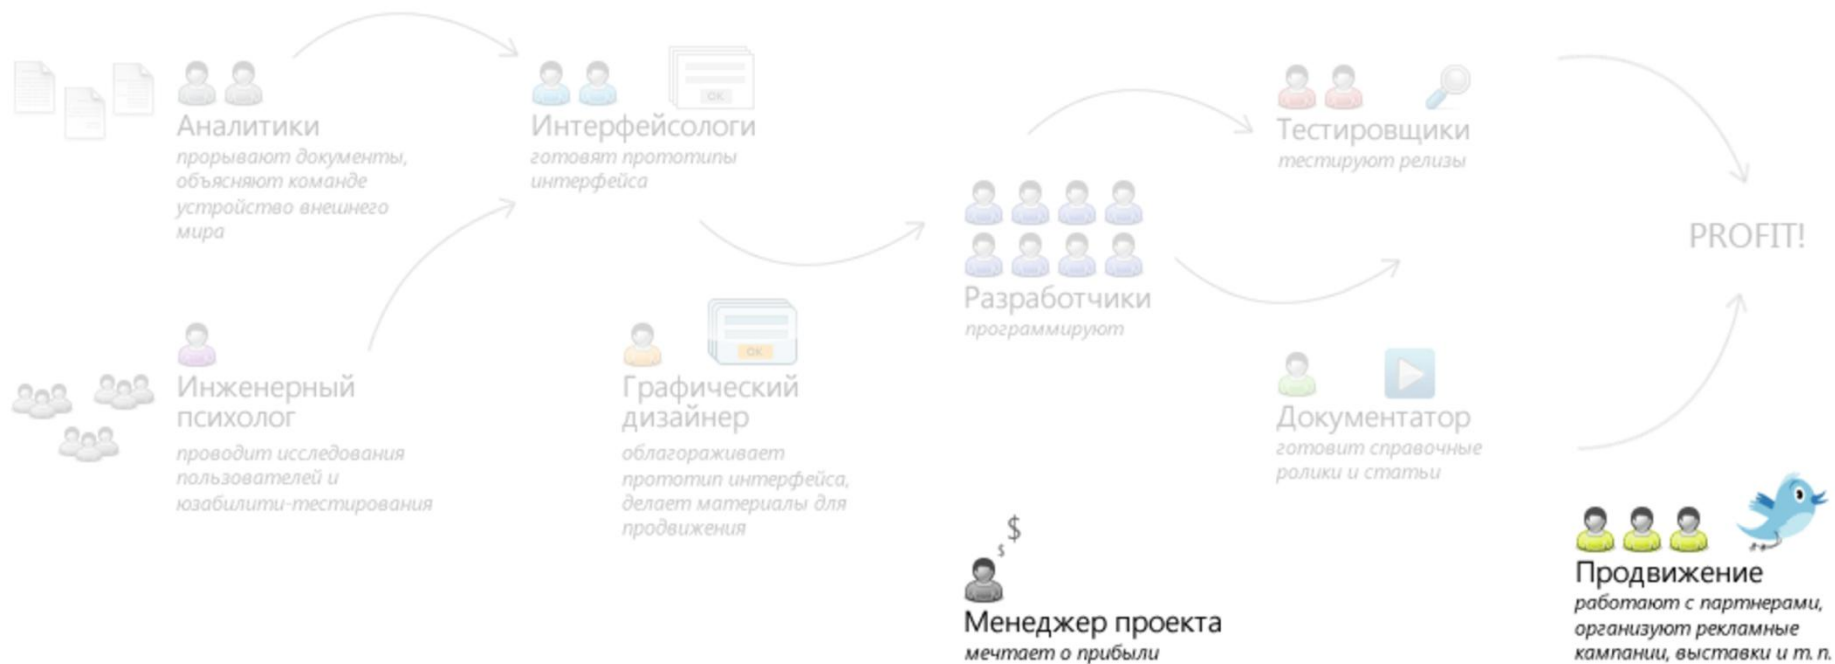 Аналитики
прорывают документы,
объясняют команде
устройство внешнего
мира
Интерфейсологи
готовят прототипы
интерфейса
OK
Тестировщики
тестируют релизы
Разработчики
программируют
PROFIT!
Инженерный
психолог
проводит исследования
пользователей и
юзабилити-тестирования
Графический
дизайнер
облагораживает
прототип интерфейса,
делает материалы для
продвижения
OK
Документатор
готовит справочные
ролики и статьи
$
$
Менеджер проекта
мечтает о прибыли
Продвижение
работают с партнерами,
организуют рекламные
кампании, выставки и т. п.